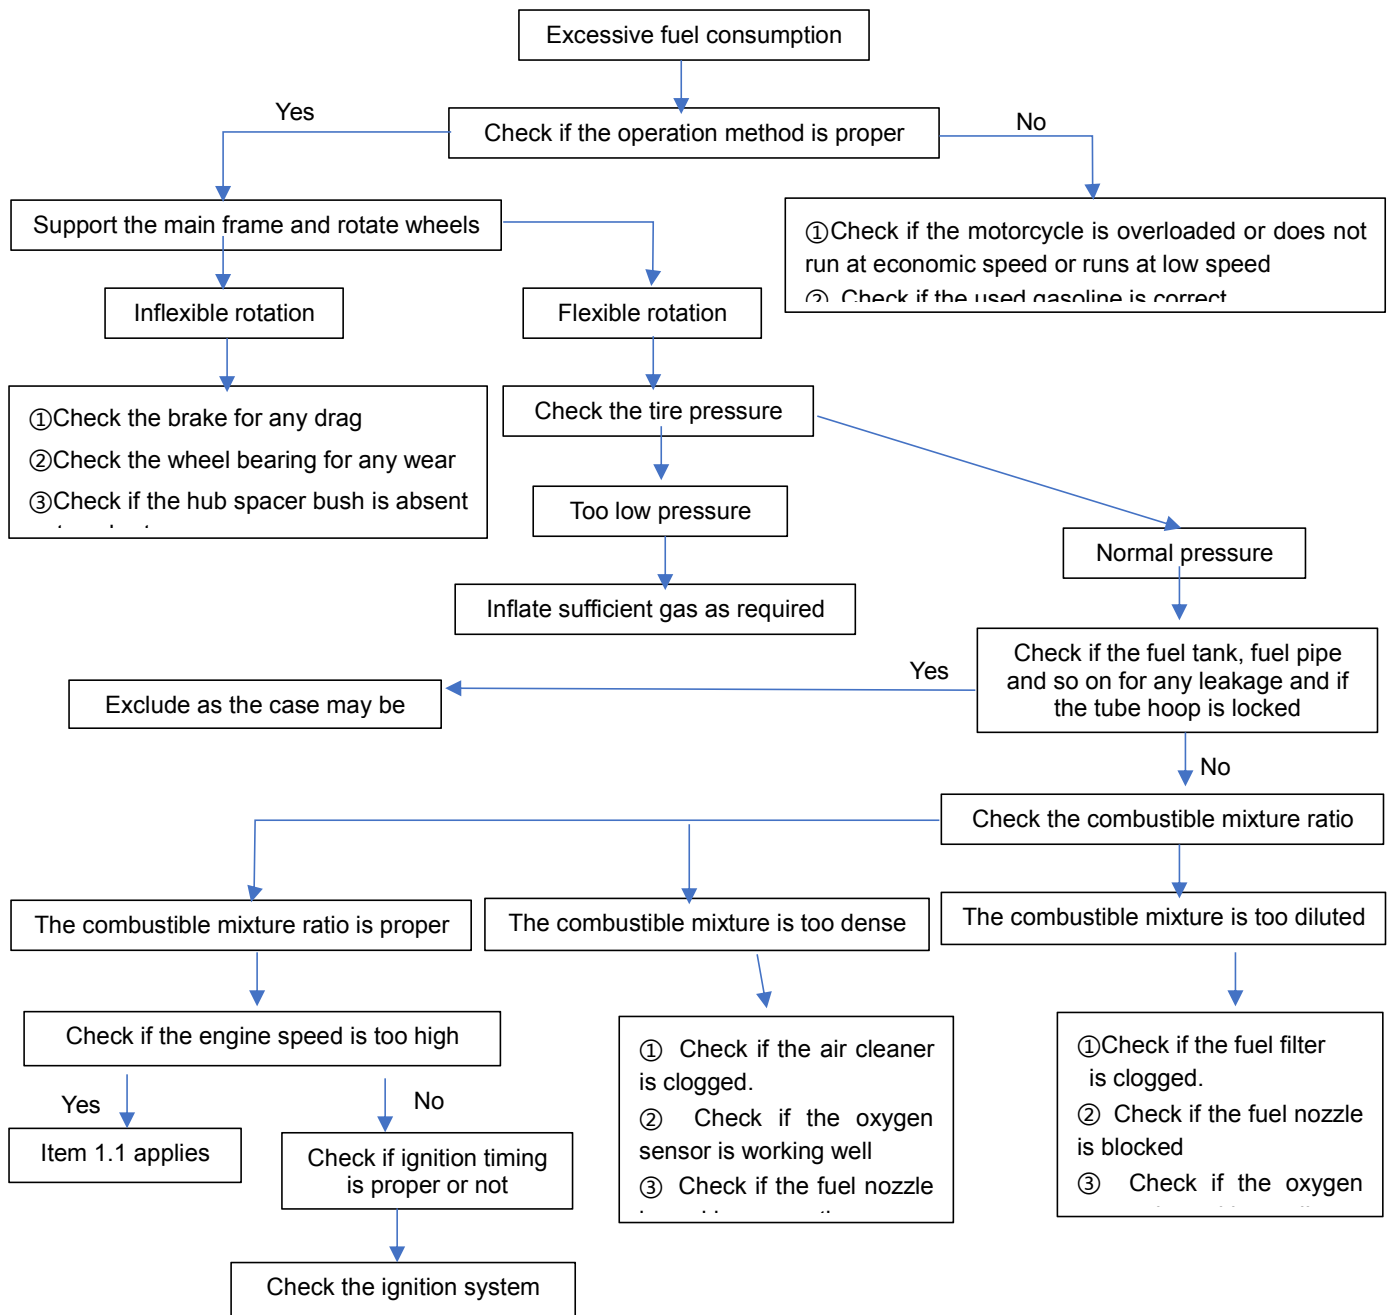 Excessive fuel consumption
Yes
Check if the operation method is proper
No
Support the main frame and rotate wheels
①Check if the motorcycle is overloaded or does not
run at economic speed or runs at low speed
② Check if the used gasoline is correct
Inflexible rotation
Flexible rotation
①Check the brake for any drag
②Check the wheel bearing for any wear
③Check if the hub spacer bush is absent
Check the tire pressure
Too low pressure
Normal pressure
Inflate sufficient gas as required
Check if the fuel tank, fuel pipe
and so on for any leakage and if
the tube hoop is locked
Yes
Exclude as the case may be
No
Check the combustible mixture ratio
The combustible mixture ratio is proper
The combustible mixture is too dense
The combustible mixture is too diluted
Check if the engine speed is too high
① Check if the air cleaner
is clogged.
② Check if the oxygen
sensor is working well
③ Check if the fuel nozzle
①Check if the fuel filter
is clogged.
② Check if the fuel nozzle
is blocked
③ Check if the oxygen
Yes
No
Item 1.1 applies
Check if ignition timing
is proper or not
Check the ignition system